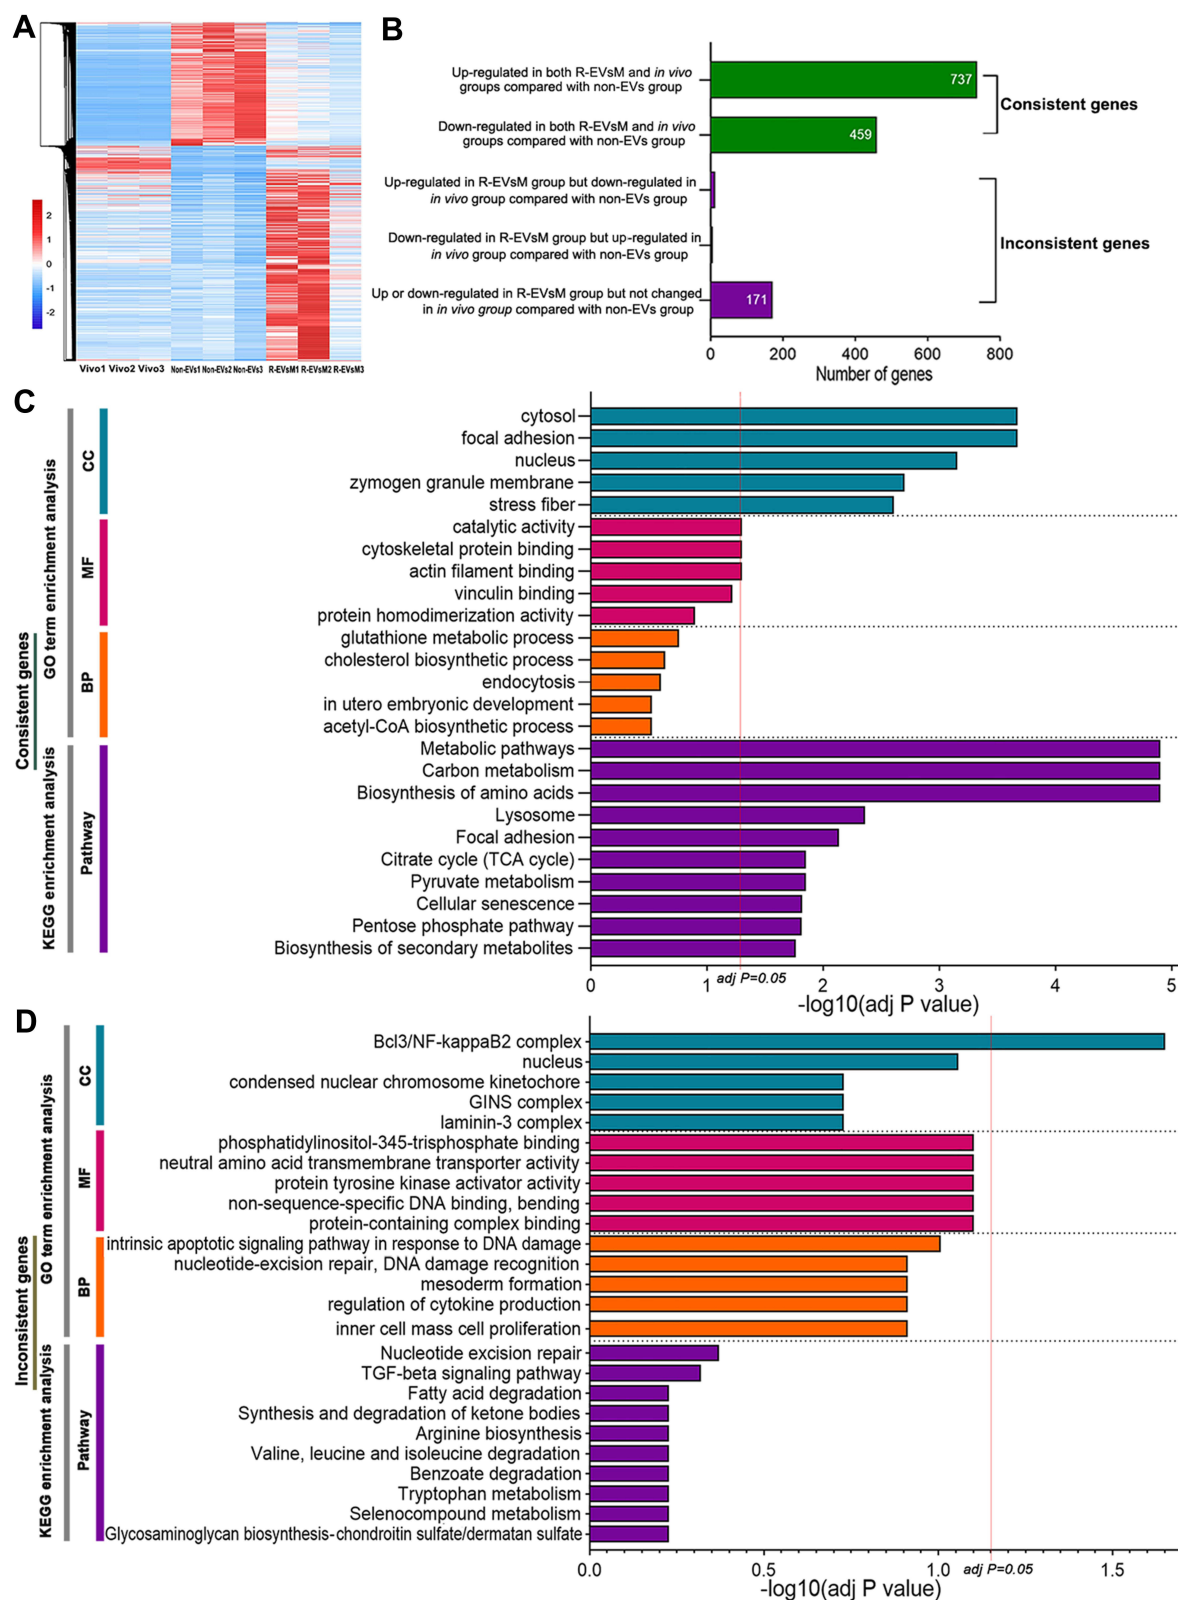 A
2
1
0
-1
-2
Vivo1 Vivo2 Vivo3 Non-EVs1 Non-EVs2 Non-EVs3 R-EVsM1 R-EVsM2 R-EVsM3
B
Up-regulated in both R-EVsM and in vivo
groups compared with non-EVs group
737
Down-regulated in both R-EVsM and in vivo
groups compared with non-EVs group
459
Consistent genes
Up-regulated in R-EVsM group but down-regulated in
in vivo group compared with non-EVs group
Down-regulated in R-EVsM group but up-regulated in
in vivo group compared with non-EVs group
Up or down-regulated in R-EVsM group but not changed
in in vivo group compared with non-EVs group
171
Inconsistent genes
0 200 400 600 800
Number of genes
C
Consistent genes
GO term enrichment analysis
KEGG enrichment analysis
CC
MF
BP
Pathway
cytosol
focal adhesion
nucleus
zymogen granule membrane
stress fiber
catalytic activity
cytoskeletal protein binding
actin filament binding
vinculin binding
protein homodimerization activity
glutathione metabolic process
cholesterol biosynthetic process
endocytosis
in utero embryonic development
acetyl-CoA biosynthetic process
Metabolic pathways
Carbon metabolism
Biosynthesis of amino acids
Lysosome
Focal adhesion
Citrate cycle (TCA cycle)
Pyruvate metabolism
Cellular senescence
Pentose phosphate pathway
Biosynthesis of secondary metabolites
0 1 2 3 4 5
adj P=0.05
-log10(adj P value)
D
Inconsistent genes
GO term enrichment analysis
KEGG enrichment analysis
CC
MF
BP
Pathway
Bcl3/NF-kappaB2 complex
nucleus
condensed nuclear chromosome kinetochore
GINS complex
laminin-3 complex
phosphatidylinositol-345-trisphosphate binding
neutral amino acid transmembrane transporter activity
protein tyrosine kinase activator activity
non-sequence-specific DNA binding, bending
protein-containing complex binding
intrinsic apoptotic signaling pathway in response to DNA damage
nucleotide-excision repair, DNA damage recognition
mesoderm formation
regulation of cytokine production
inner cell mass cell proliferation
Nucleotide excision repair
TGF-beta signaling pathway
Fatty acid degradation
Synthesis and degradation of ketone bodies
Arginine biosynthesis
Valine, leucine and isoleucine degradation
Benzoate degradation
Tryptophan metabolism
Selenocompound metabolism
Glycosaminoglycan biosynthesis-chondroitin sulfate/dermatan sulfate
0.0 0.5 1.0 1.5
adj P=0.05
-log10(adj P value)